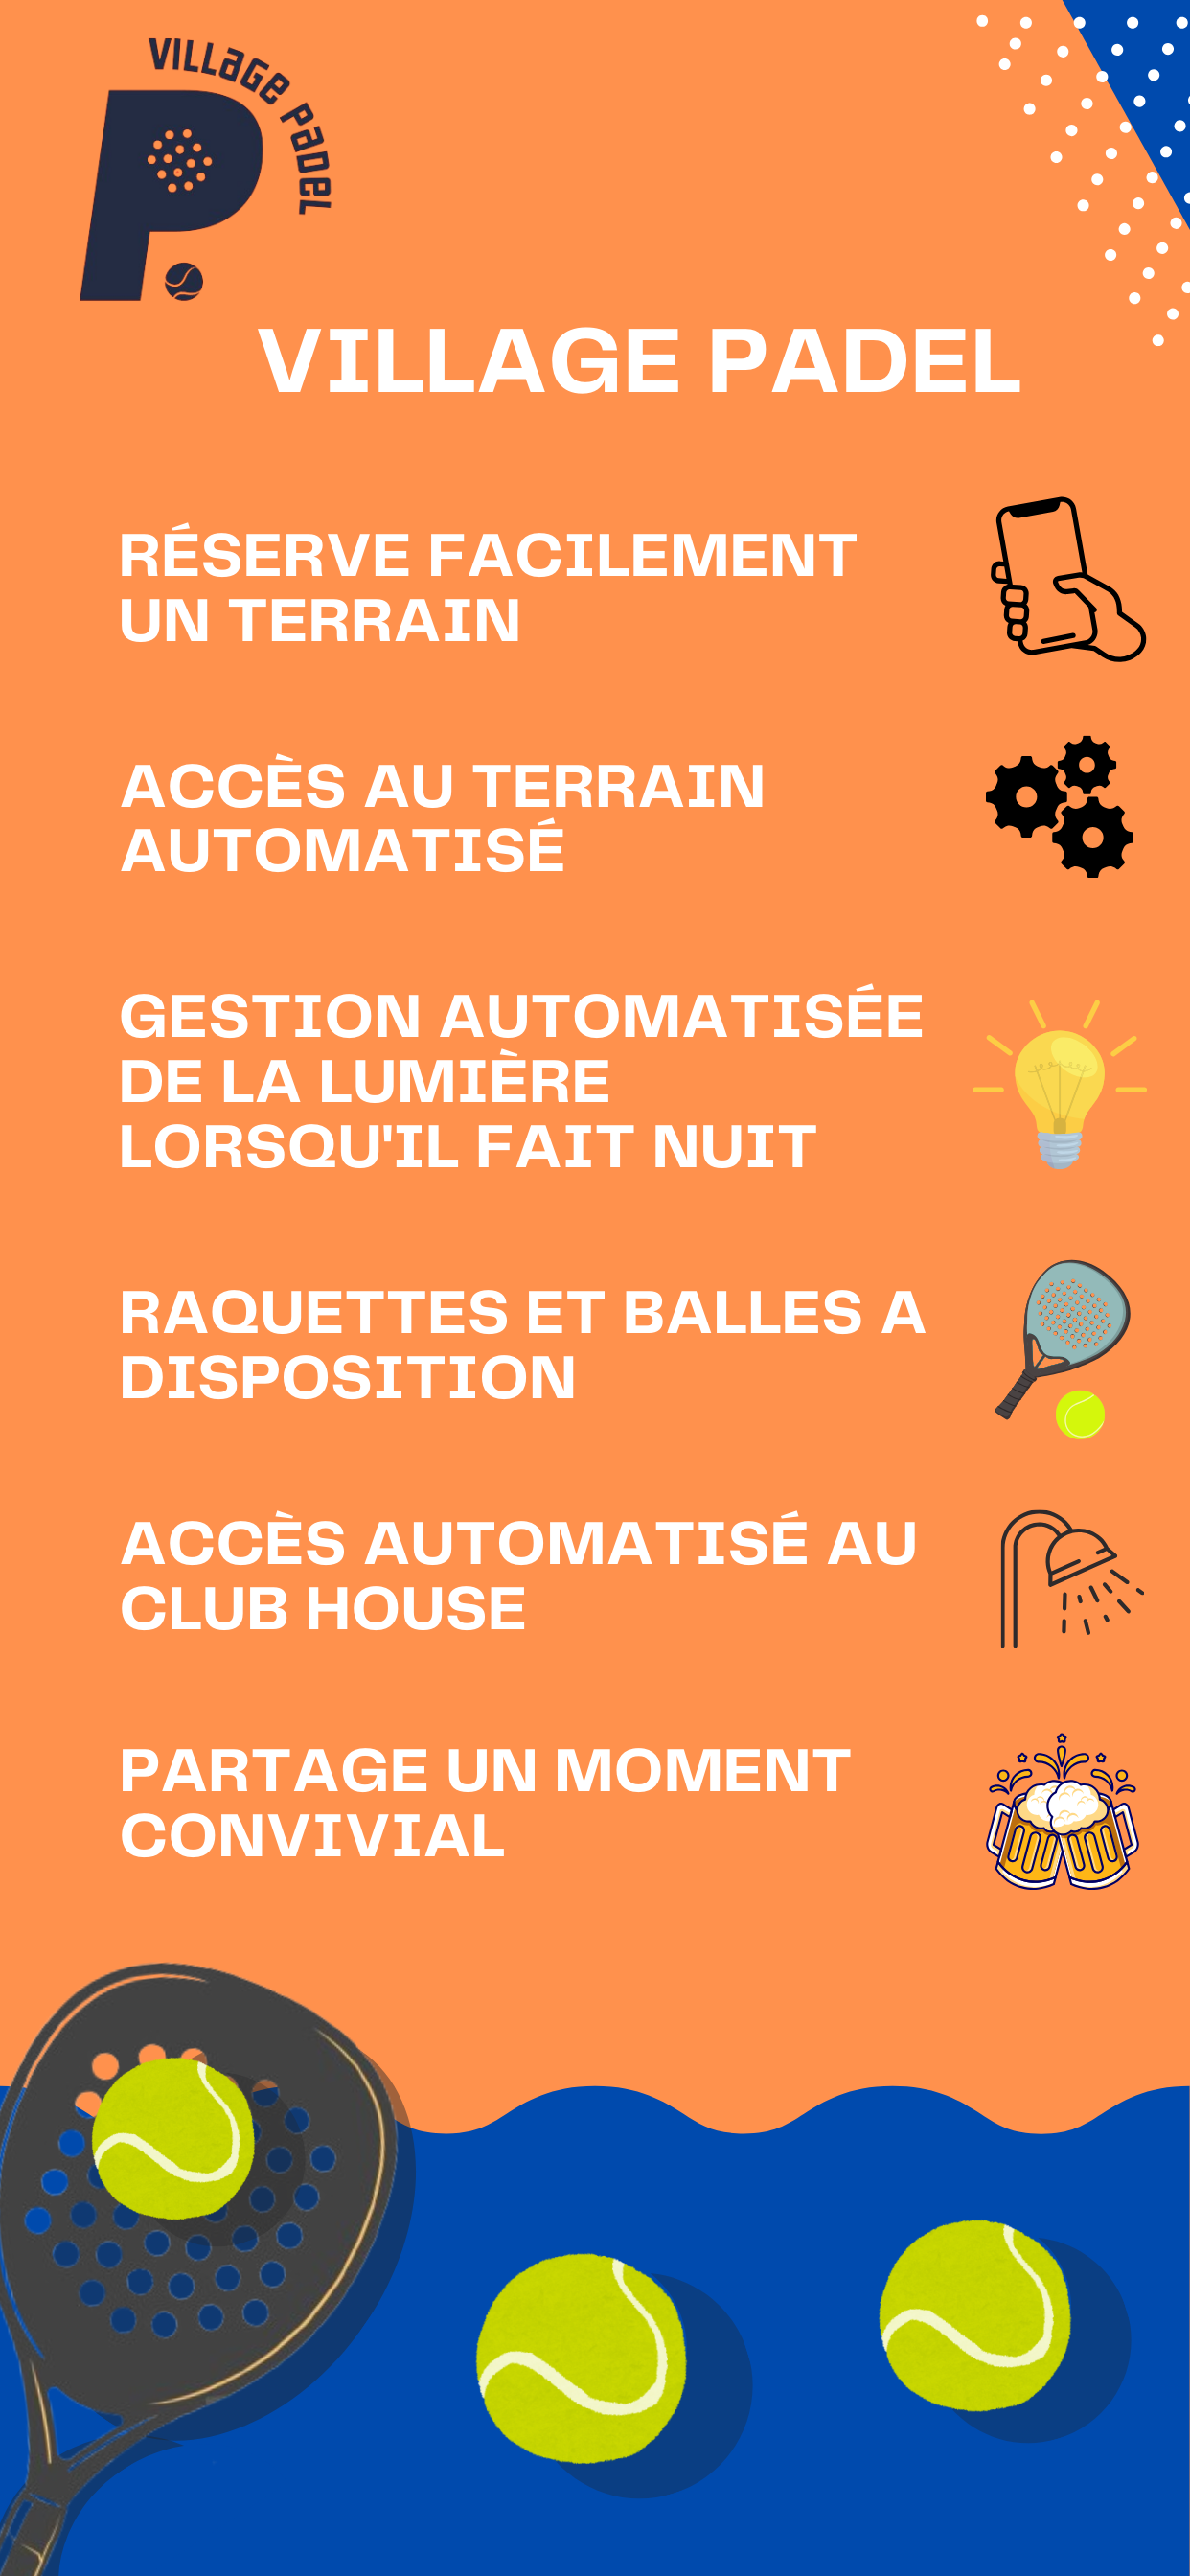 VILLAGE PADEL
VILLAGE PADEL
RÉSERVE FACILEMENT
UN TERRAIN
ACCÈS AU TERRAIN
AUTOMATISÉ
GESTION AUTOMATISÉE
DE LA LUMIÈRE
LORSQU'IL FAIT NUIT
RAQUETTES ET BALLES A
DISPOSITION
ACCÈS AUTOMATISÉ AU
CLUB HOUSE
PARTAGE UN MOMENT
CONVIVIAL